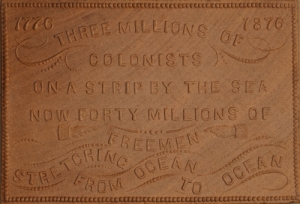 1776 1876
THREE MILLIONS OF
COLONISTS
ON A STRIP BY THE SEA
NOW FORTY MILLIONS OF
FREEMEN
STRETCHING
FROM OCEAN
TO OCEAN